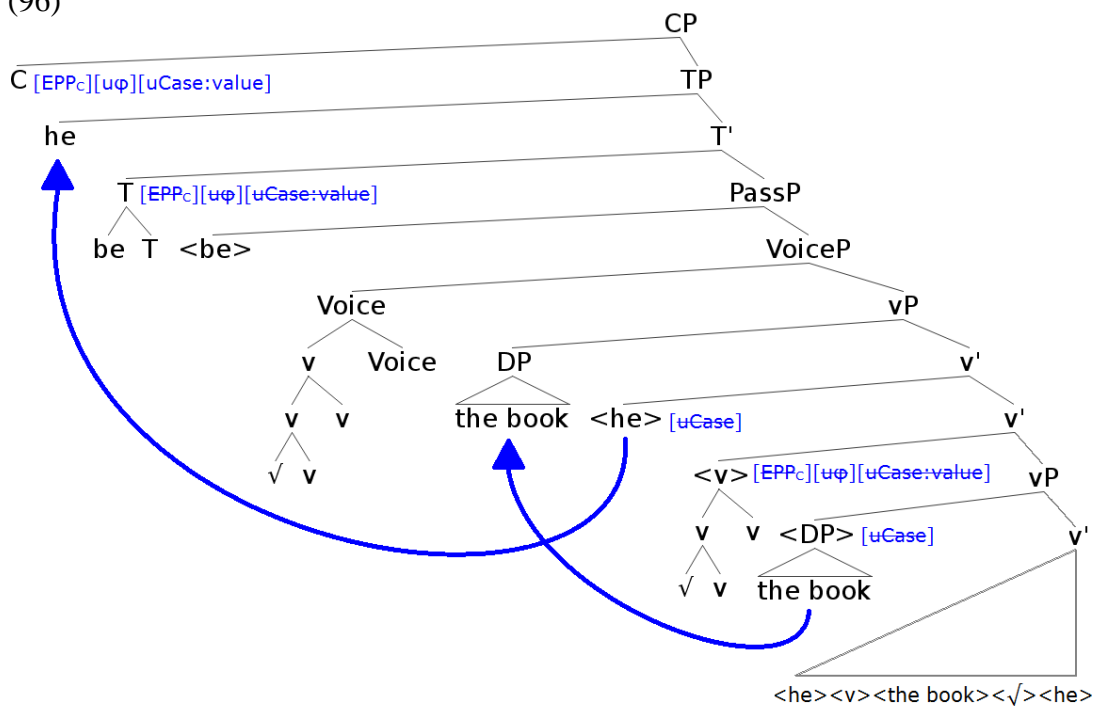 (96)
CP
C [EPPc][uφ][uCase:value]
TP
he
T'
T [EPPc][uφ][uCase:value]
PassP
be T <be>
VoiceP
Voice
vP
v Voice DP
v'
v v the book <he> [uCase]
v'
√ v <v> [EPPc][uφ][uCase:value]
vP
v v <DP> [uCase]
v'
√ v the book
<he><v><the book><√><he>